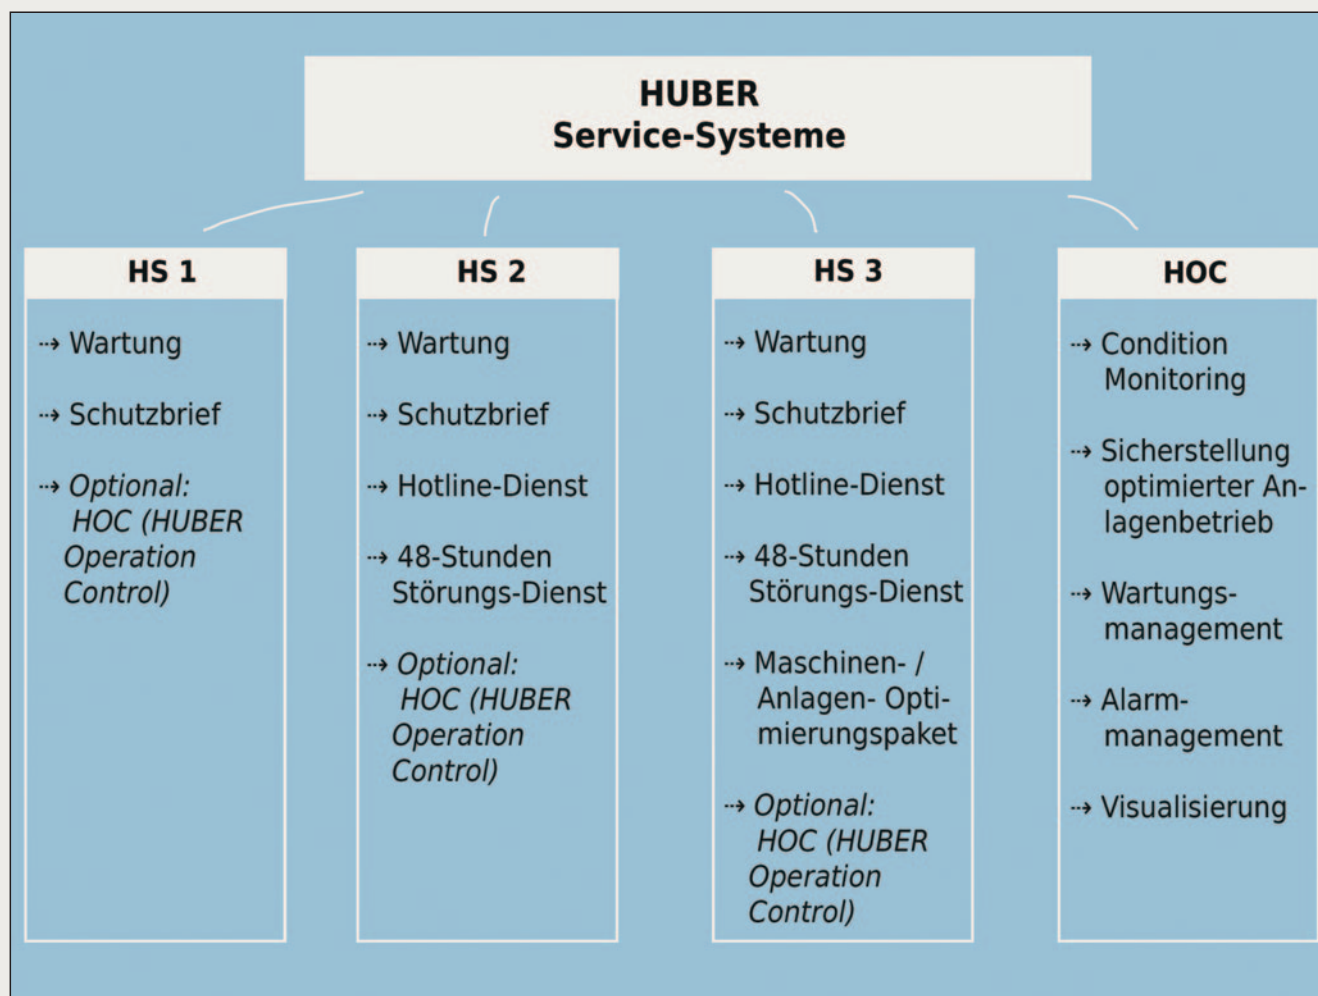 HUBER
Service-Systeme
HS 1
⇢ Wartung
⇢ Schutzbrief
⇢ Optional:
HOC (HUBER
Operation
Control)
HS 2
⇢ Wartung
⇢ Schutzbrief
⇢ Hotline-Dienst
⇢ 48-Stunden
Störungs-Dienst
⇢ Optional:
HOC (HUBER
Operation
Control)
HS 3
⇢ Wartung
⇢ Schutzbrief
⇢ Hotline-Dienst
⇢ 48-Stunden
Störungs-Dienst
⇢ Maschinen- /
Anlagen- Opti-
mierungspaket
⇢ Optional:
HOC (HUBER
Operation
Control)
HOC
⇢ Condition
Monitoring
⇢ Sicherstellung
optimierter An-
lagenbetrieb
⇢ Wartungs-
management
⇢ Alarm-
management
⇢ Visualisierung